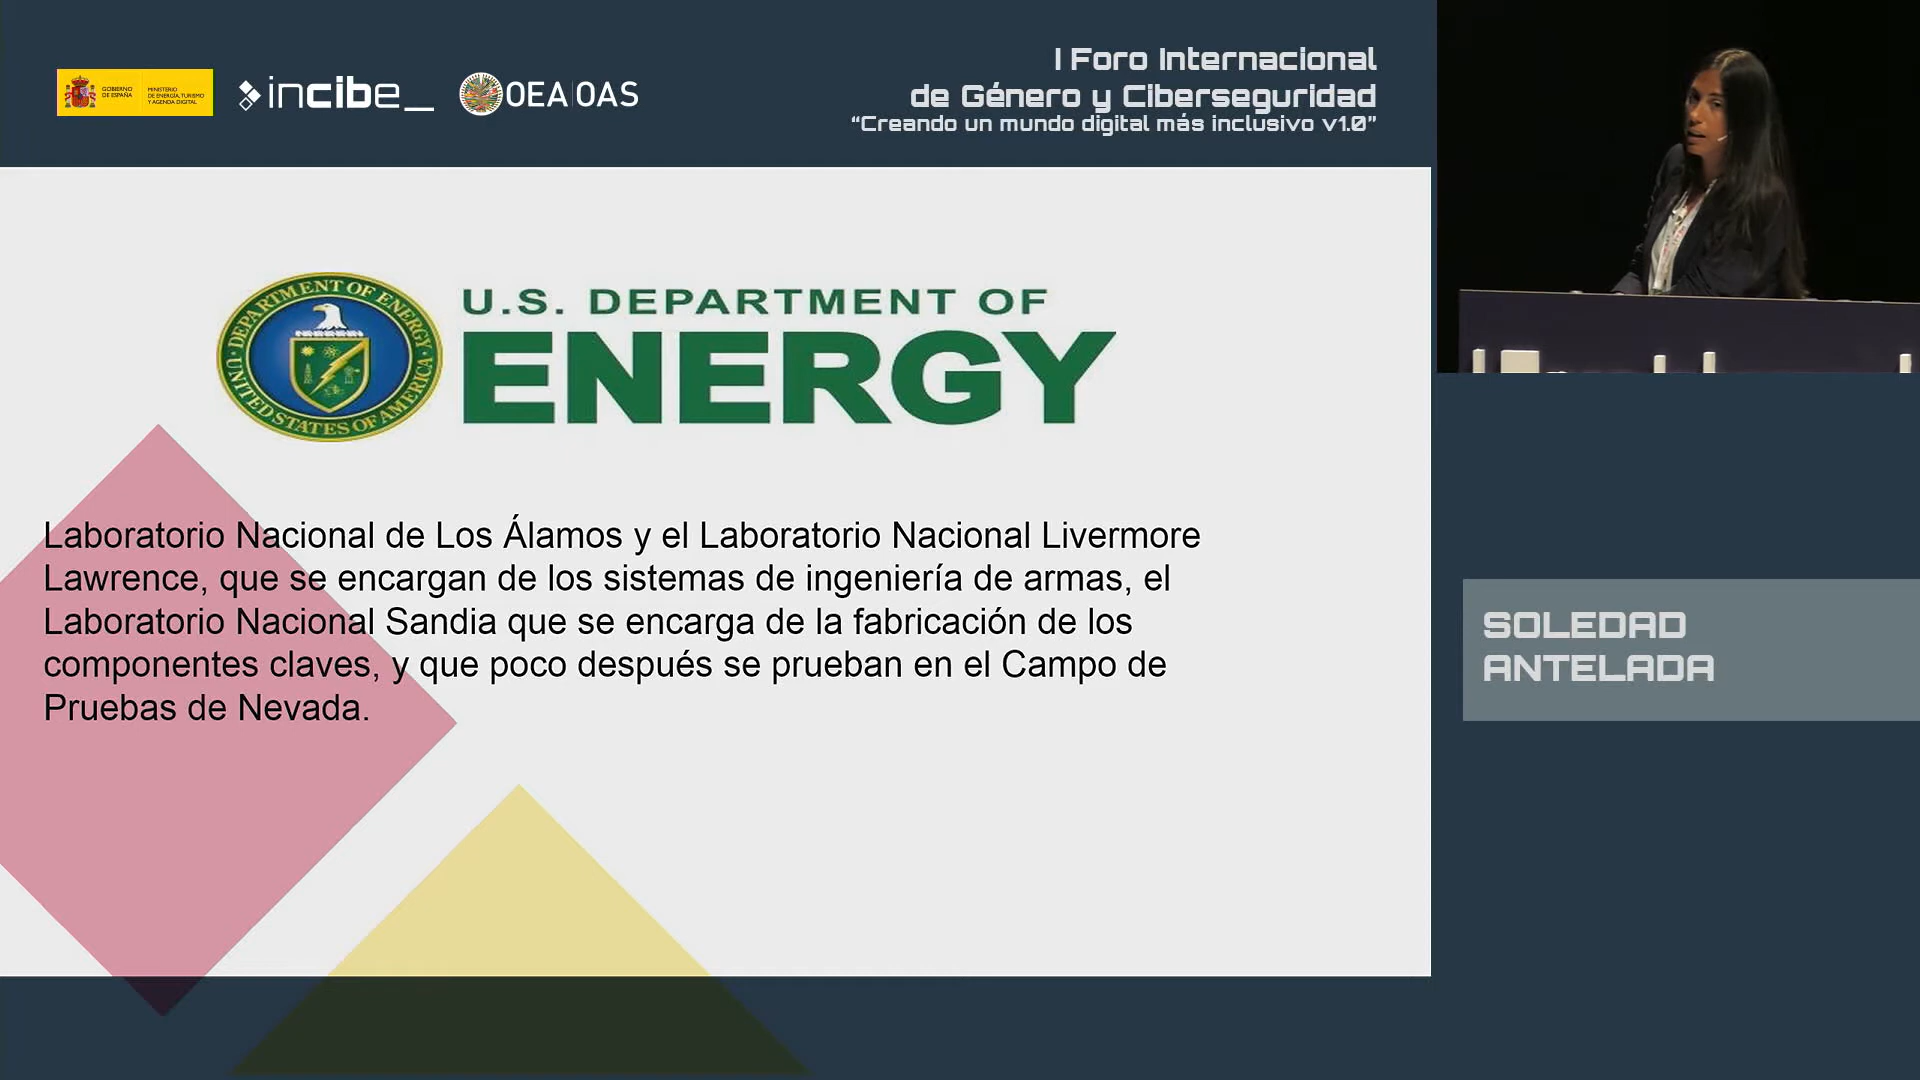 GOBIERNO
DE ESPAÑA
MINISTERIO
DE ENERGÍA, TURISMO
Y AGENDA DIGITAL
incibe_
OEA|OAS
I Foro Internacional
de Género y Ciberseguridad
“Creando un mundo digital más inclusivo v1.0”
DEPARTMENT OF ENERGY
UNITED STATES OF AMERICA
U.S. DEPARTMENT OF
ENERGY
Laboratorio Nacional de Los Álamos y el Laboratorio Nacional Livermore
Lawrence, que se encargan de los sistemas de ingeniería de armas, el
Laboratorio Nacional Sandia que se encarga de la fabricación de los
componentes claves, y que poco después se prueban en el Campo de
Pruebas de Nevada.
SOLEDAD
ANTELADA